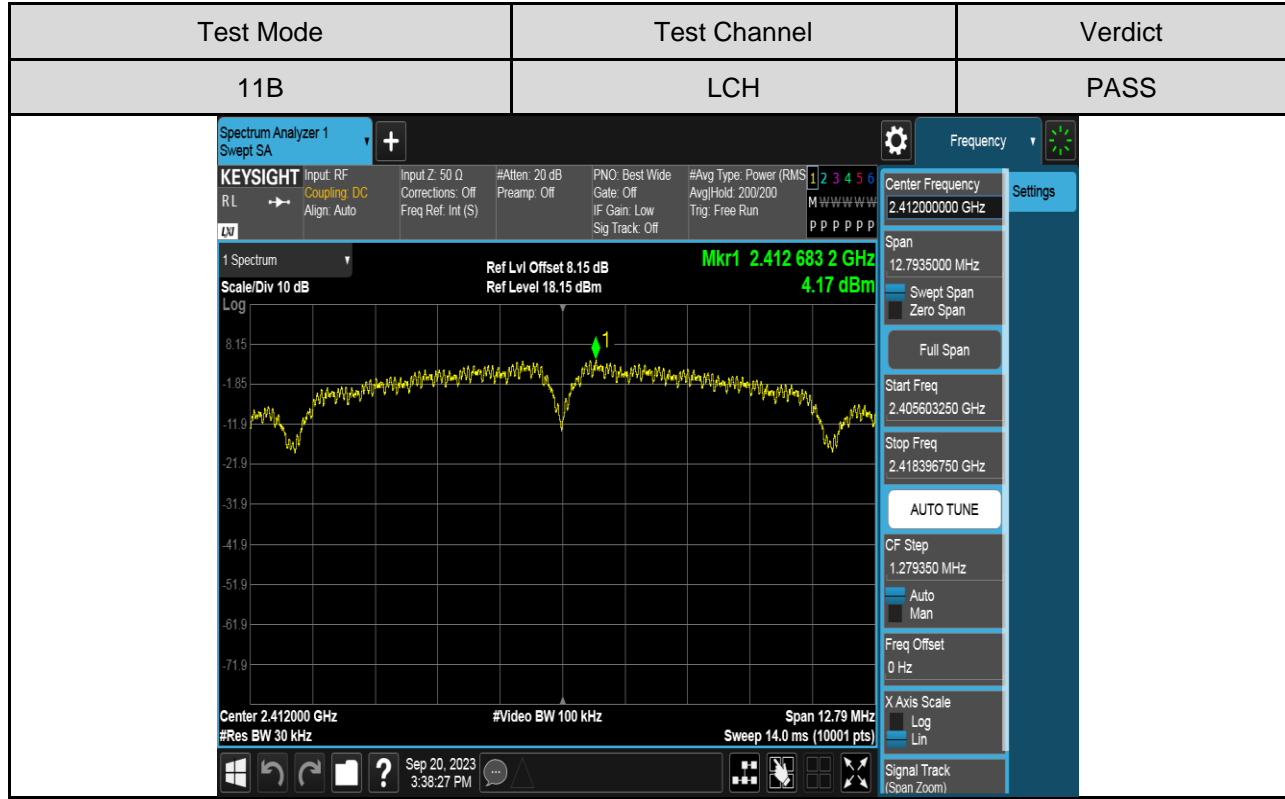 Test Mode Test Channel Verdict
11B LCH PASS
Spectrum Analyzer 1
Swept SA
+
Frequency
KEYSIGHT
RL
LXI
Input: RF
Coupling: DC
Align: Auto
Input Z: 50 Ω
Corrections: Off
Freq Ref: Int (S)
#Atten: 20 dB
Preamp: Off
PNO: Best Wide
Gate: Off
IF Gain: Low
Sig Track: Off
#Avg Type: Power (RMS
Avg|Hold: 200/200
Trig: Free Run
1 2 3 4 5 6
M W W W W W
P P P P P P
1 Spectrum
Scale/Div 10 dB
Ref Lvl Offset 8.15 dB
Ref Level 18.15 dBm
Mkr1 2.412 683 2 GHz
4.17 dBm
Log
1
8.15
-1.85
-11.9
-21.9
-31.9
-41.9
-51.9
-61.9
-71.9
Center 2.412000 GHz
#Res BW 30 kHz
#Video BW 100 kHz
Span 12.79 MHz
Sweep 14.0 ms (10001 pts)
?
Sep 20, 2023
3:38:27 PM
Center Frequency
2.412000000 GHz
Settings
Span
12.7935000 MHz
Swept Span
Zero Span
Full Span
Start Freq
2.405603250 GHz
Stop Freq
2.418396750 GHz
AUTO TUNE
CF Step
1.279350 MHz
Auto
Man
Freq Offset
0 Hz
X Axis Scale
Log
Lin
Signal Track
(Span Zoom)